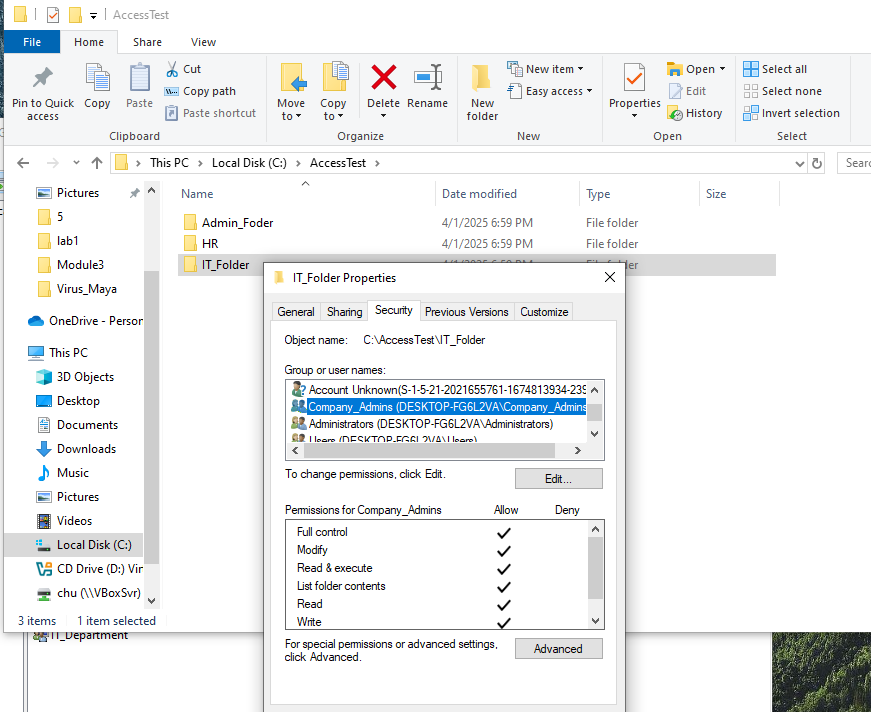 AccessTest
File Home Share View
Pin to Quick access
Copy
Paste
Cut
Copy path
Paste shortcut
Clipboard
Move to
Copy to
Delete
Rename
Organize
New folder
New item
Easy access
New
Properties
Open
Edit
History
Open
Select all
Select none
Invert selection
Select
This PC > Local Disk (C:) > AccessTest >
Sear
Pictures
5
lab1
Module3
Virus_Maya
OneDrive - Person
This PC
3D Objects
Desktop
Documents
Downloads
Music
Pictures
Videos
Local Disk (C:)
CD Drive (D:) Vir
chu (\\VBoxSvr)
Name Date modified Type Size
Admin_Foder 4/1/2025 6:59 PM File folder
HR 4/1/2025 6:59 PM File folder
IT_Folder
3 items 1 item selected
IT_Department
IT_Folder Properties
General Sharing Security Previous Versions Customize
Object name: C:\AccessTest\IT_Folder
Group or user names:
Account Unknown(S-1-5-21-2021655761-1674813934-239
Company_Admins (DESKTOP-FG6L2VA\Company_Admins
Administrators (DESKTOP-FG6L2VA\Administrators)
Users (DESKTOP-FG6L2VA\Users)
To change permissions, click Edit.
Edit...
Permissions for Company_Admins Allow Deny
Full control
Modify
Read & execute
List folder contents
Read
Write
For special permissions or advanced settings,
click Advanced.
Advanced